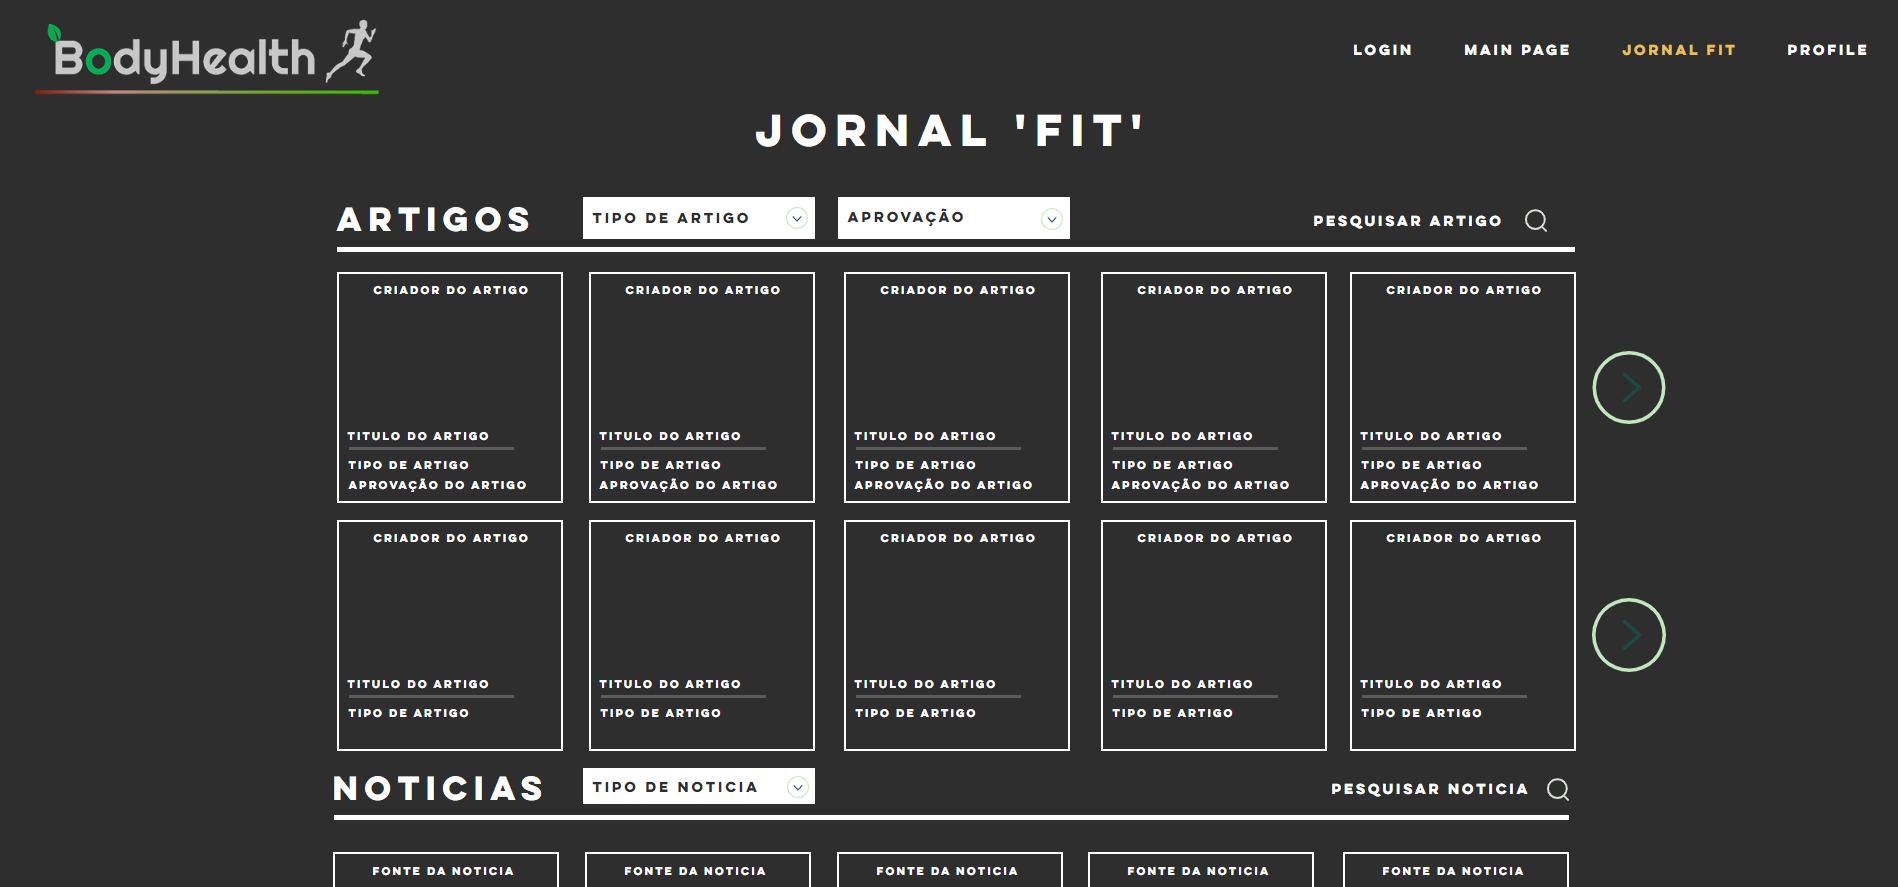 BodyHealth
LOGIN MAIN PAGE JORNAL FIT PROFILE
JORNAL 'FIT'
ARTIGOS TIPO DE ARTIGO APROVAÇÃO PESQUISAR ARTIGO
CRIADOR DO ARTIGO CRIADOR DO ARTIGO CRIADOR DO ARTIGO CRIADOR DO ARTIGO CRIADOR DO ARTIGO
TITULO DO ARTIGO TITULO DO ARTIGO TITULO DO ARTIGO TITULO DO ARTIGO TITULO DO ARTIGO
TIPO DE ARTIGO TIPO DE ARTIGO TIPO DE ARTIGO TIPO DE ARTIGO TIPO DE ARTIGO
APROVAÇÃO DO ARTIGO APROVAÇÃO DO ARTIGO APROVAÇÃO DO ARTIGO APROVAÇÃO DO ARTIGO APROVAÇÃO DO ARTIGO
CRIADOR DO ARTIGO CRIADOR DO ARTIGO CRIADOR DO ARTIGO CRIADOR DO ARTIGO CRIADOR DO ARTIGO
TITULO DO ARTIGO TITULO DO ARTIGO TITULO DO ARTIGO TITULO DO ARTIGO TITULO DO ARTIGO
TIPO DE ARTIGO TIPO DE ARTIGO TIPO DE ARTIGO TIPO DE ARTIGO TIPO DE ARTIGO
NOTICIAS TIPO DE NOTICIA PESQUISAR NOTICIA
FONTE DA NOTICIA FONTE DA NOTICIA FONTE DA NOTICIA FONTE DA NOTICIA FONTE DA NOTICIA